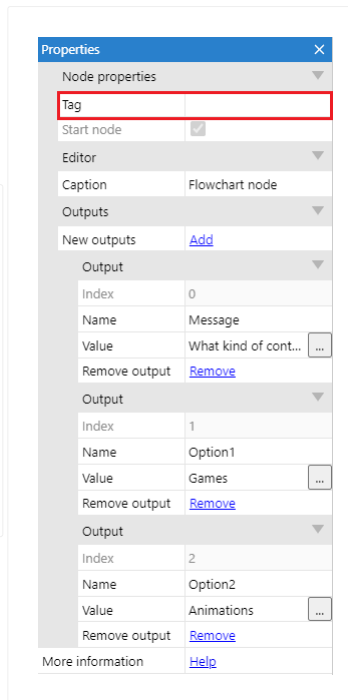 Properties
Node properties
Tag
Start node
Editor
Caption Flowchart node
Outputs
New outputs Add
Output
Index 0
Name Message
Value What kind of cont... ...
Remove output Remove
Output
Index 1
Name Option1
Value Games ...
Remove output Remove
Output
Index 2
Name Option2
Value Animations ...
Remove output Remove
More information Help